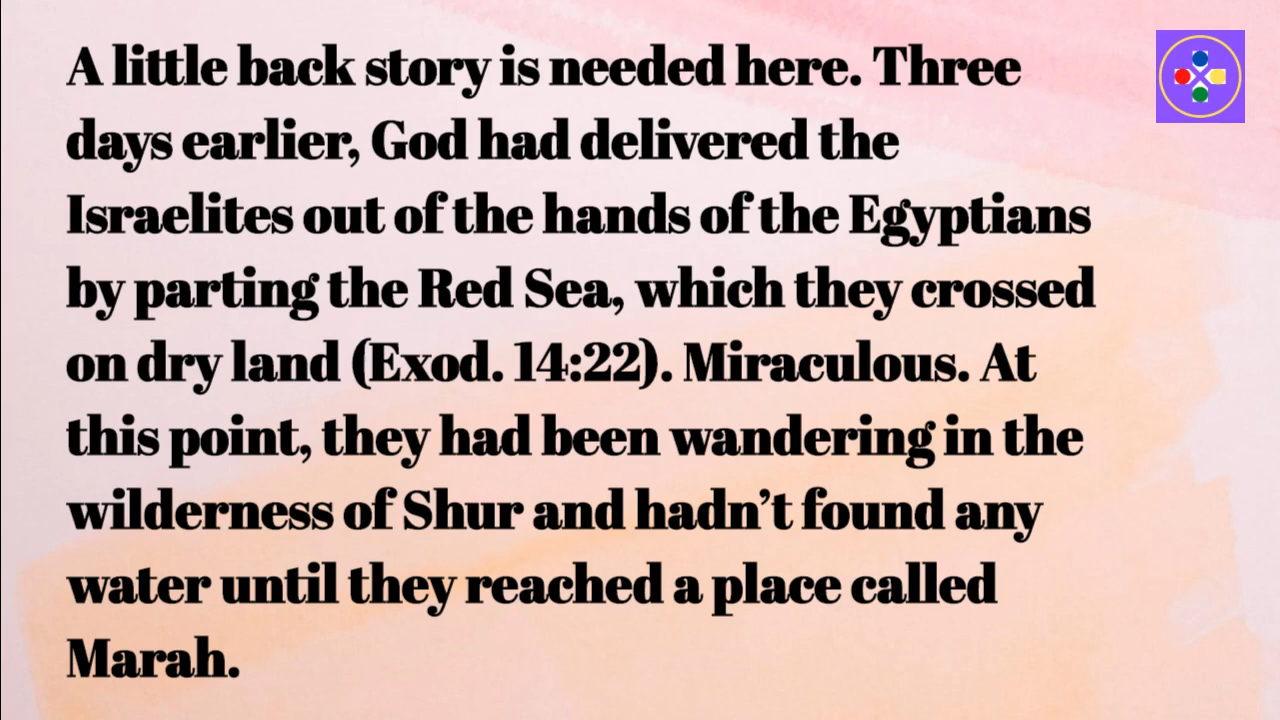 A little back story is needed here. Three
days earlier, God had delivered the
Israelites out of the hands of the Egyptians
by parting the Red Sea, which they crossed
on dry land (Exod. 14:22). Miraculous. At
this point, they had been wandering in the
wilderness of Shur and hadn’t found any
water until they reached a place called
Marah.